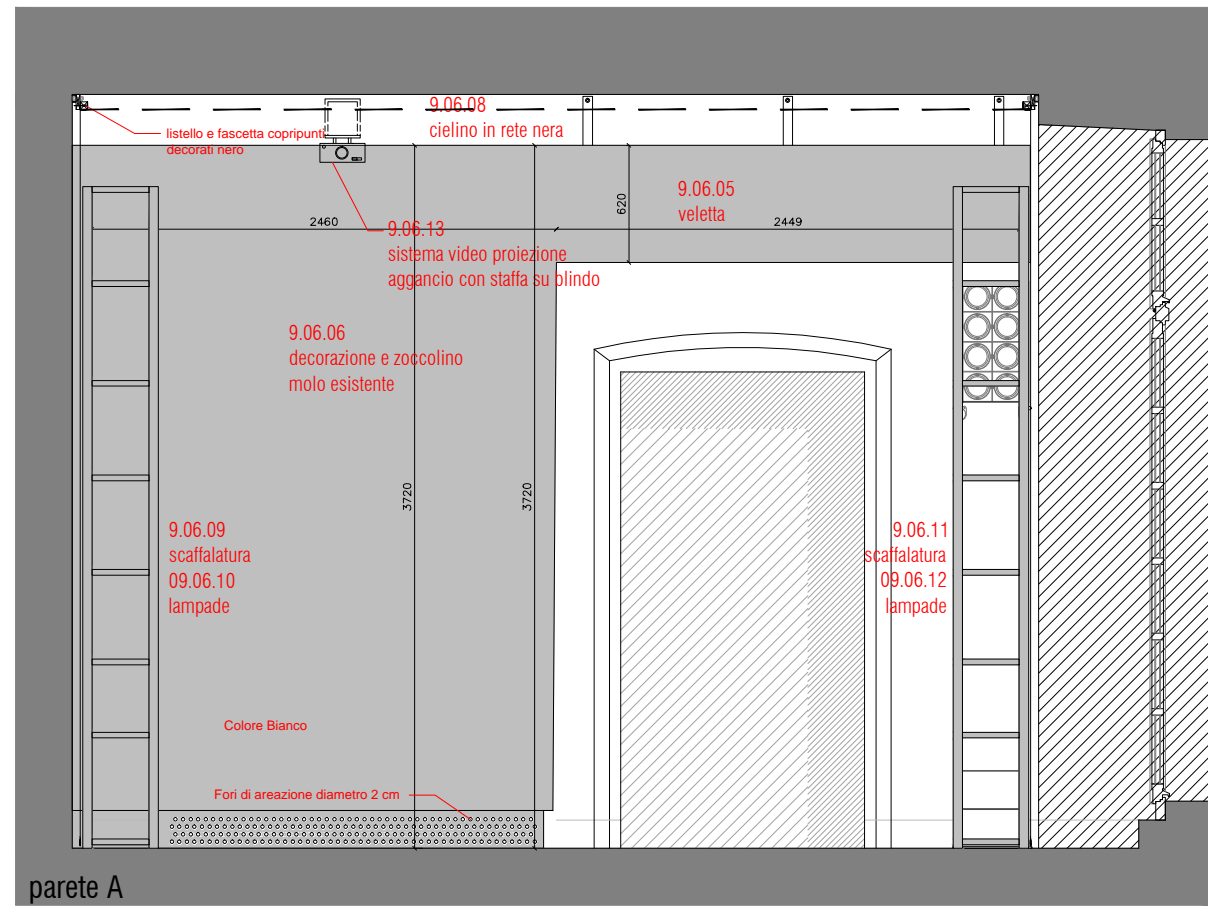 9.06.08
cielino in rete nera
listello e fascetta copripunti
decorati nero
9.06.05
veletta
620
2460
2449
9.06.13
sistema video proiezione
aggancio con staffa su blindo
9.06.06
decorazione e zoccolino
molo esistente
3720
3720
9.06.09
scaffalatura
09.06.10
lampade
9.06.11
scaffalatura
09.06.12
lampade
Colore Bianco
Fori di areazione diametro 2 cm
parete A